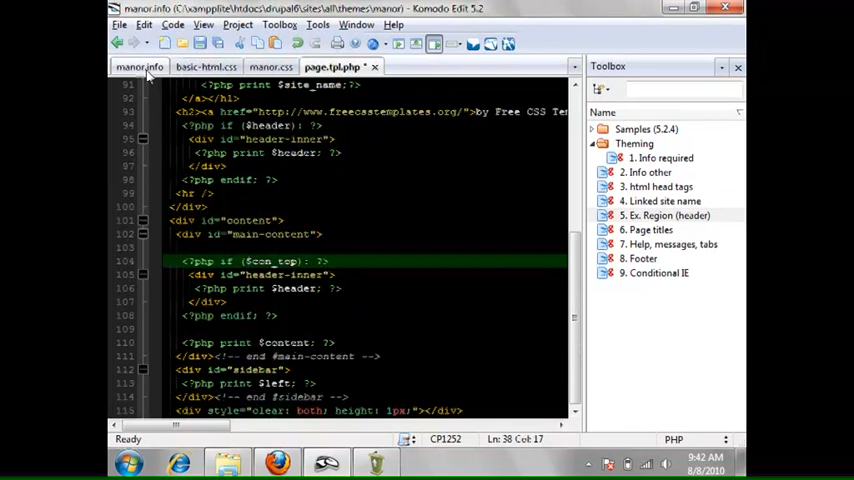 manor.info (C:\xampplite\htdocs\drupal6\sites\all\themes\manor) - Komodo Edit 5.2
File Edit Code View Project Toolbox Tools Window Help
manor.info basic-html.css manor.css page.tpl.php *
91 <?php print $site_name;?>
92 </a></h1>
93 <h2><a href="http://www.freecsstemplates.org/">by Free CSS Tem
94 <?php if ($header): ?>
95 <div id="header-inner">
96 <?php print $header; ?>
97 </div>
98 <?php endif; ?>
99 <hr />
100 </div>
101 <div id="content">
102 <div id="main-content">
103
104 <?php if ($con_top): ?>
105 <div id="header-inner">
106 <?php print $header; ?>
107 </div>
108 <?php endif; ?>
109
110 <?php print $content; ?>
111 </div><!-- end #main-content -->
112 <div id="sidebar">
113 <?php print $left; ?>
114 </div><!-- end #sidebar -->
115 <div style="clear: both; height: 1px;"></div>
Toolbox
Name
Samples (5.2.4)
Theming
1. Info required
2. Info other
3. html head tags
4. Linked site name
5. Ex. Region (header)
6. Page titles
7. Help, messages, tabs
8. Footer
9. Conditional IE
Ready CP1252 Ln: 38 Col: 17 PHP
9:42 AM
8/8/2010